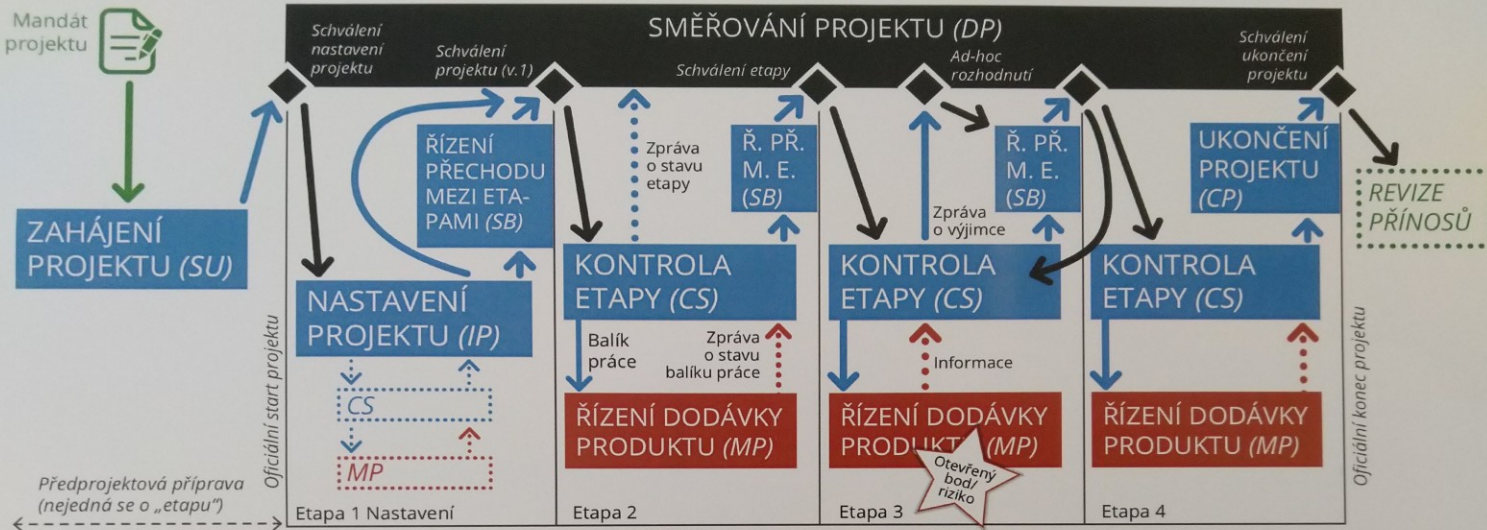 Mandát
projektu
SMĚŘOVÁNÍ PROJEKTU (DP)
Schválení
nastavení
projektu
Schválení
projektu (v.1)
Schválení etapy
Ad-hoc
rozhodnutí
Schválení
ukončení
projektu
ZAHÁJENÍ
PROJEKTU (SU)
ŘÍZENÍ
PŘECHODU
MEZI ETA-
PAMI (SB)
Zpráva
o stavu
etapy
Ř. PŘ.
M. E.
(SB)
Zpráva
o výjimce
Ř. PŘ.
M. E.
(SB)
UKONČENÍ
PROJEKTU
(CP)
REVIZE
PŘÍNOSŮ
NASTAVENÍ
PROJEKTU (IP)
KONTROLA
ETAPY (CS)
KONTROLA
ETAPY (CS)
KONTROLA
ETAPY (CS)
Balík
práce
Zpráva
o stavu
balíku práce
Informace
CS
MP
ŘÍZENÍ DODÁVKY
PRODUKTU (MP)
ŘÍZENÍ DODÁVKY
PRODUKTU (MP)
ŘÍZENÍ DODÁVKY
PRODUKTU (MP)
Otevřený
bod/
riziko
Oficiální start projektu
Oficiální konec projektu
Předprojektová příprava
(nejedná se o „etapu“)
Etapa 1 Nastavení
Etapa 2
Etapa 3
Etapa 4